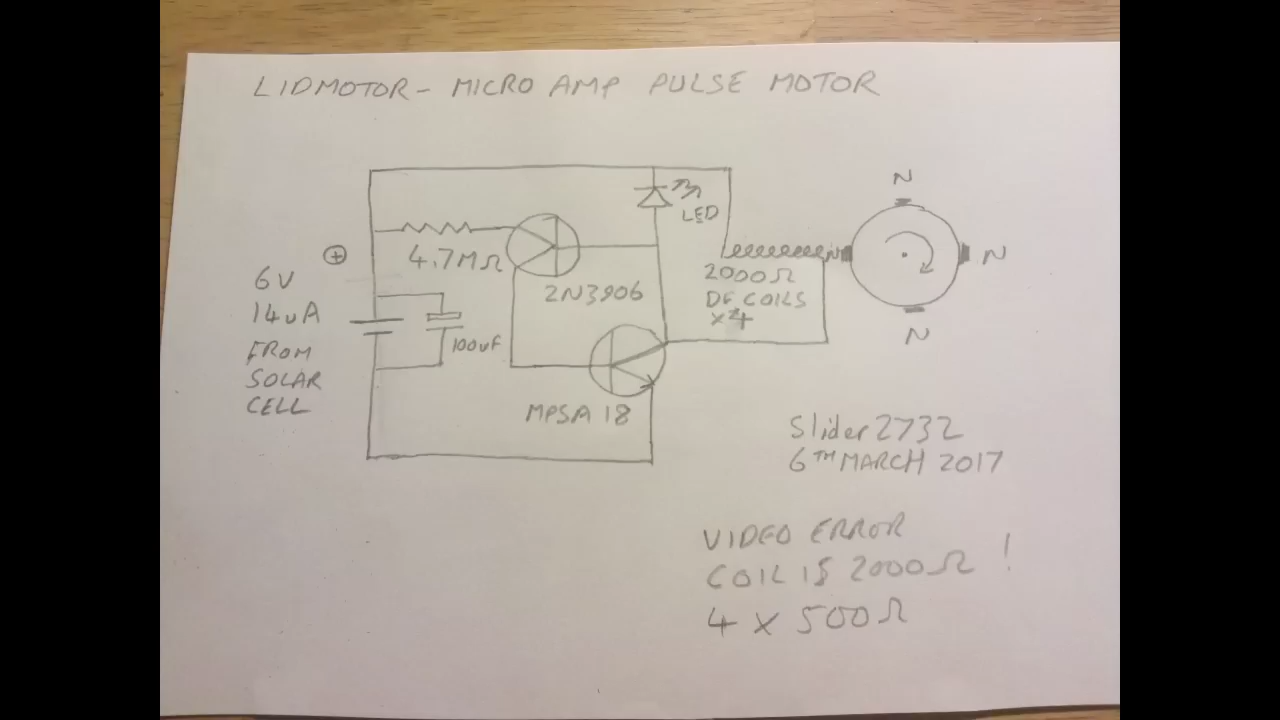 LIDMOTOR - MICRO AMP PULSE MOTOR
N
LED
+
4.7MΩ
N
6V
2N3906
2000Ω
14uA
DF COILS
x4
N
FROM
100uF
SOLAR
CELL
MPSA 18
Slider2732
6TH MARCH 2017
VIDEO ERROR
COIL IS 2000Ω !
4 x 500Ω